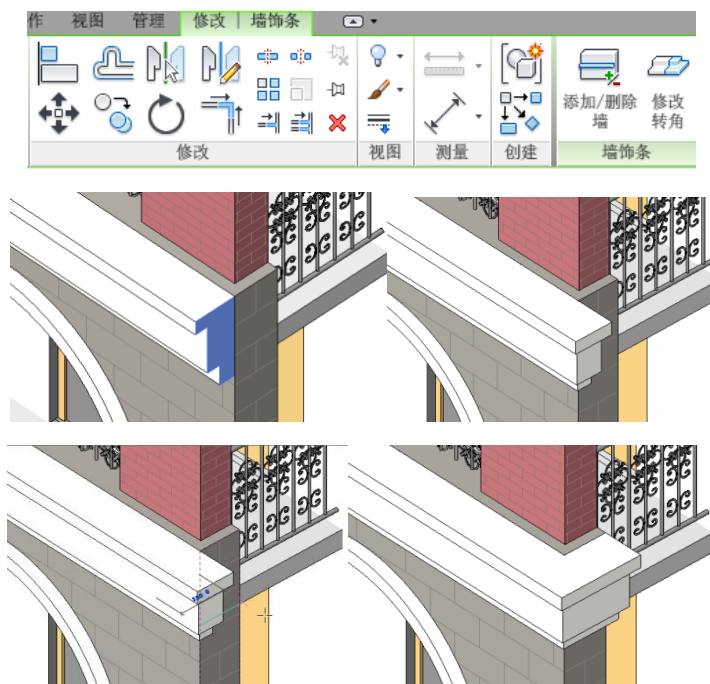 作 视图 管理 修改 | 墙饰条
添加/删除 修改
墙 转角
修改 视图 测量 创建 墙饰条